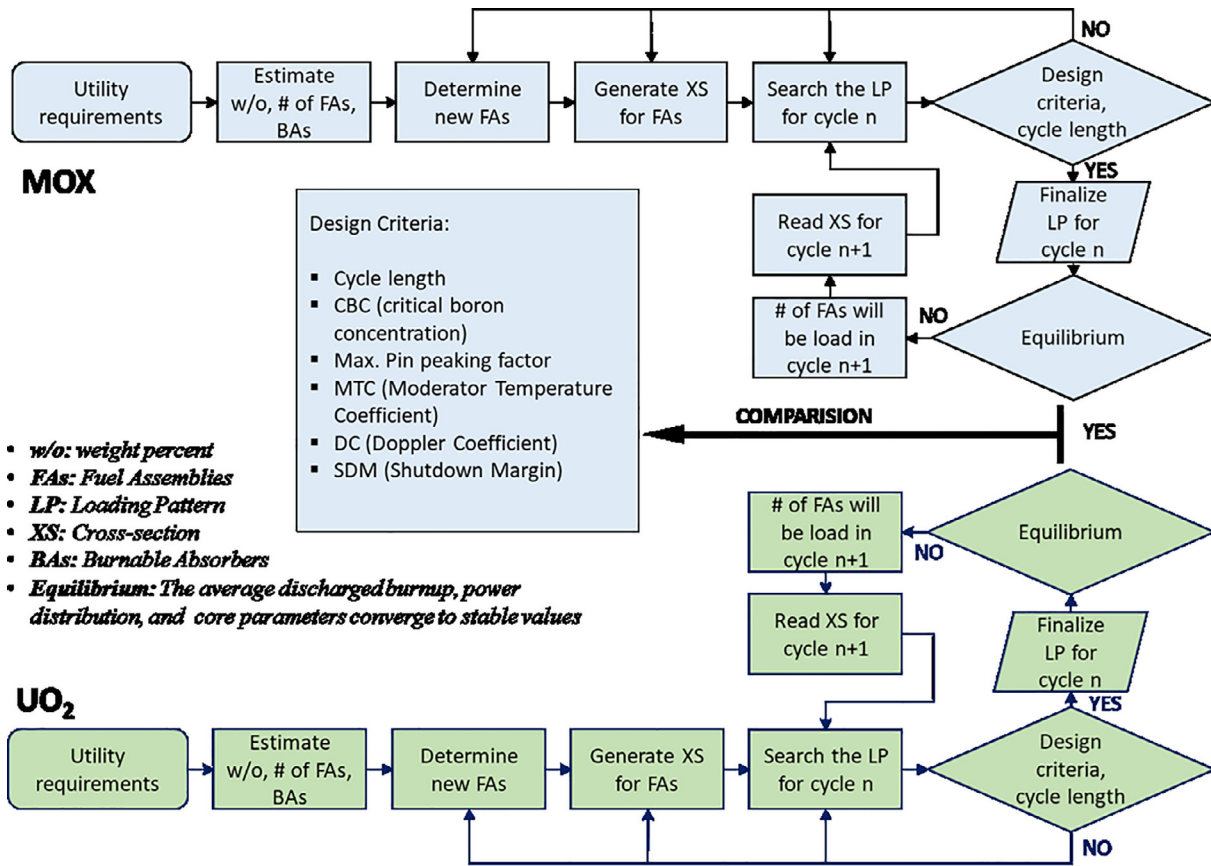 NO
Utility
requirements
Estimate
w/o, # of FAs,
BAs
Determine
new FAs
Generate XS
for FAs
Search the LP
for cycle n
Design
criteria,
cycle length
YES
MOX
Finalize
LP for
cycle n
Read XS for
cycle n+1
# of FAs will
be load in
cycle n+1
NO
Equilibrium
Design Criteria:
▪ Cycle length
▪ CBC (critical boron
concentration)
▪ Max. Pin peaking factor
▪ MTC (Moderator Temperature
Coefficient)
▪ DC (Doppler Coefficient)
▪ SDM (Shutdown Margin)
COMPARISION
YES
• w/o: weight percent
• FAs: Fuel Assemblies
• LP: Loading Pattern
• XS: Cross-section
• BAs: Burnable Absorbers
• Equilibrium: The average discharged burnup, power
distribution, and core parameters converge to stable values
# of FAs will
be load in
cycle n+1
NO
Equilibrium
Read XS for
cycle n+1
Finalize
LP for
cycle n
YES
UO₂
Utility
requirements
Estimate
w/o, # of FAs,
BAs
Determine
new FAs
Generate XS
for FAs
Search the LP
for cycle n
Design
criteria,
cycle length
NO